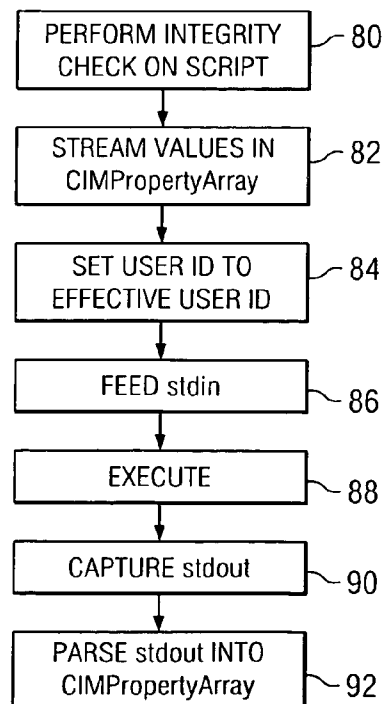 PERFORM INTEGRITY
CHECK ON SCRIPT
80
STREAM VALUES IN
CIMPropertyArray
82
SET USER ID TO
EFFECTIVE USER ID
84
FEED stdin
86
EXECUTE
88
CAPTURE stdout
90
PARSE stdout INTO
CIMPropertyArray
92